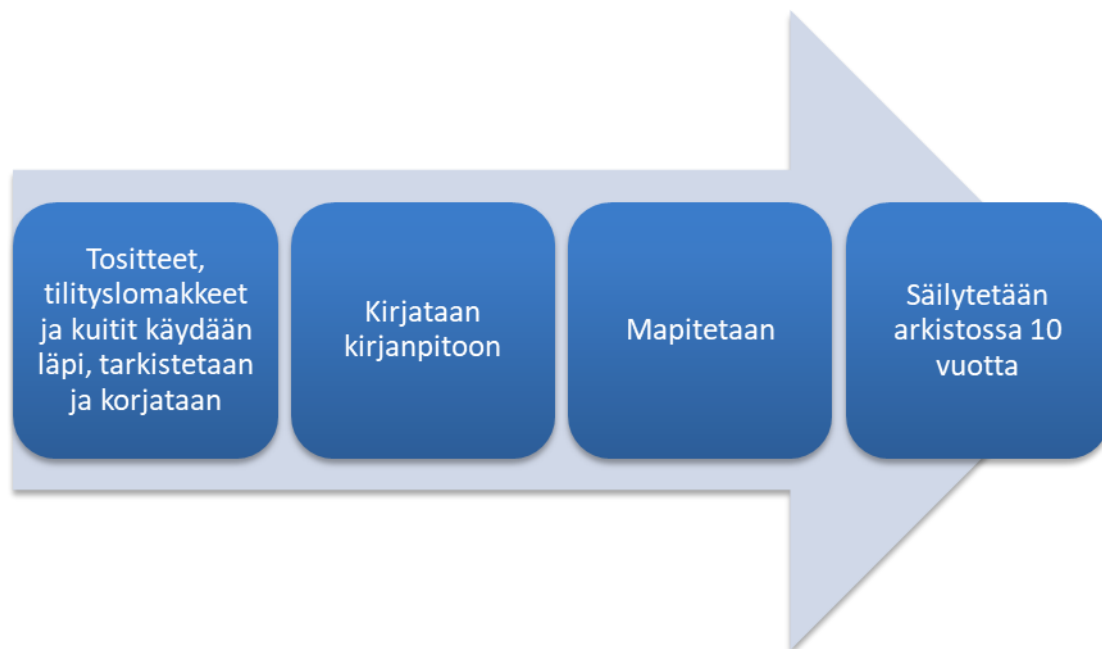 Tositteet,
tilityslomakkeet
ja kuitit käydään
läpi, tarkistetaan
ja korjataan
Kirjataan
kirjanpitoon
Mapitetaan
Säilytetään
arkistossa 10
vuotta